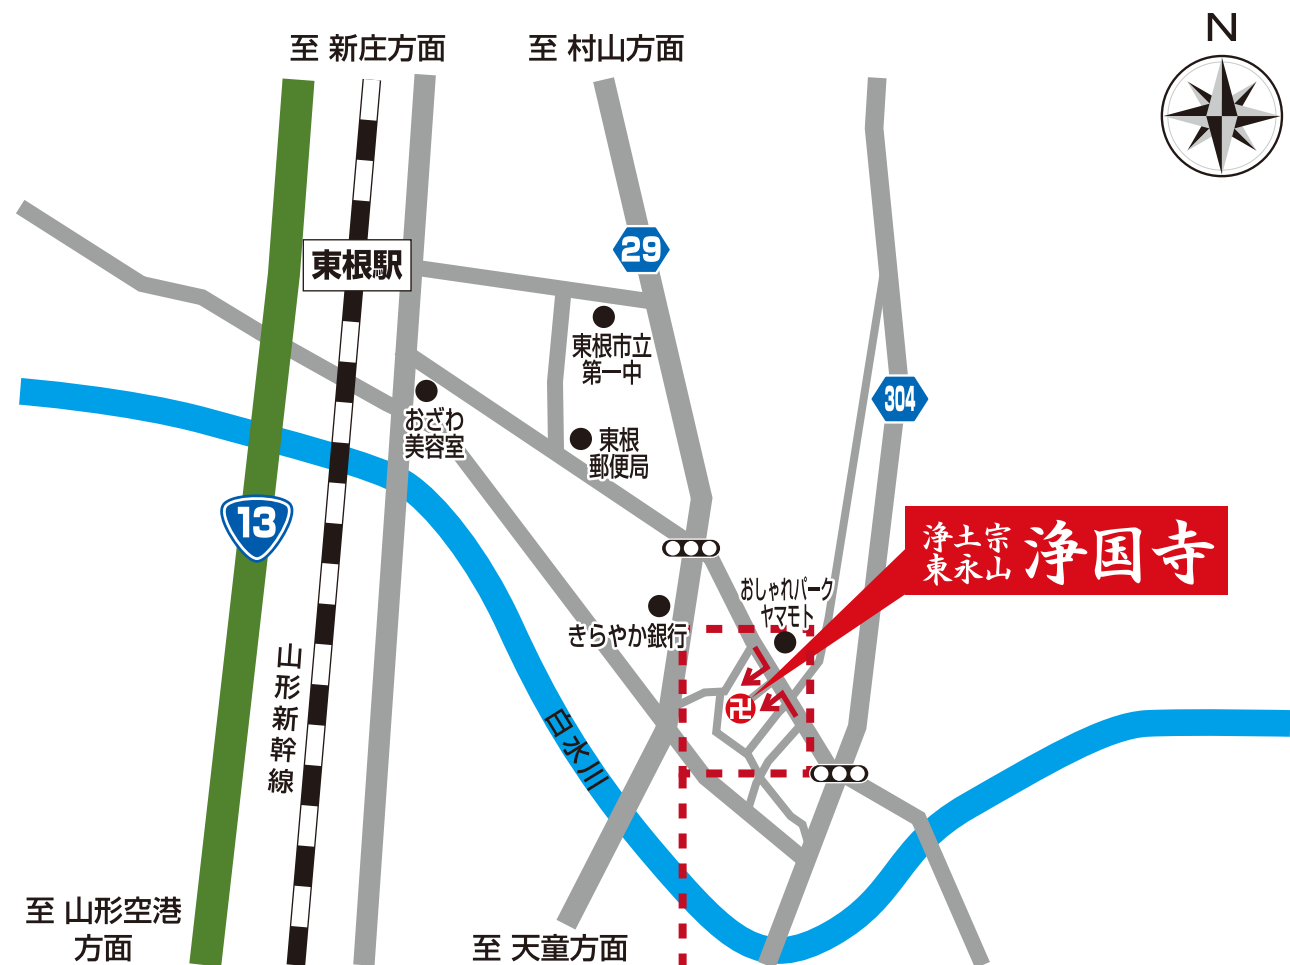 至 新庄方面
至 村山方面
N
29
東根駅
東根市立
第一中
304
おざわ
美容室
東根
郵便局
13
浄土宗
東永山
浄国寺
おしゃれパーク
ヤマモト
きらやか銀行
山形新幹線
卍
白水川
至 山形空港
方面
至 天童方面